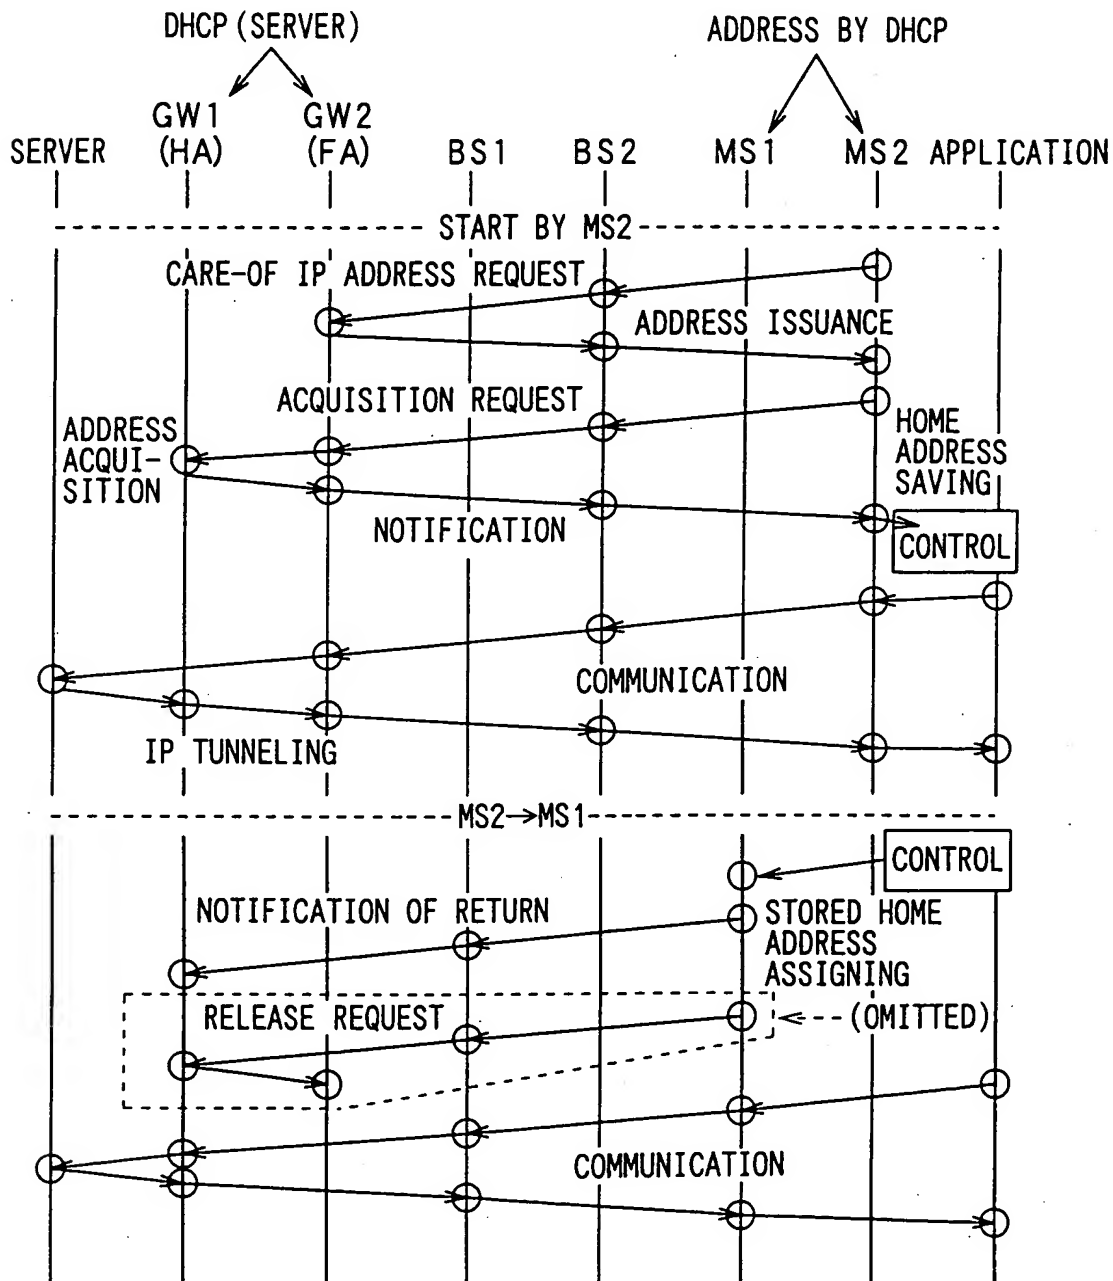 DHCP (SERVER)
ADDRESS BY DHCP
GW1
(HA)
GW2
(FA)
SERVER
BS1
BS2
MS1
MS2
APPLICATION
START BY MS2
CARE-OF IP ADDRESS REQUEST
ADDRESS ISSUANCE
ACQUISITION REQUEST
ADDRESS
ACQUI-
SITION
HOME
ADDRESS
SAVING
NOTIFICATION
CONTROL
COMMUNICATION
IP TUNNELING
MS2→MS1
CONTROL
NOTIFICATION OF RETURN
STORED HOME
ADDRESS
ASSIGNING
RELEASE REQUEST
(OMITTED)
COMMUNICATION